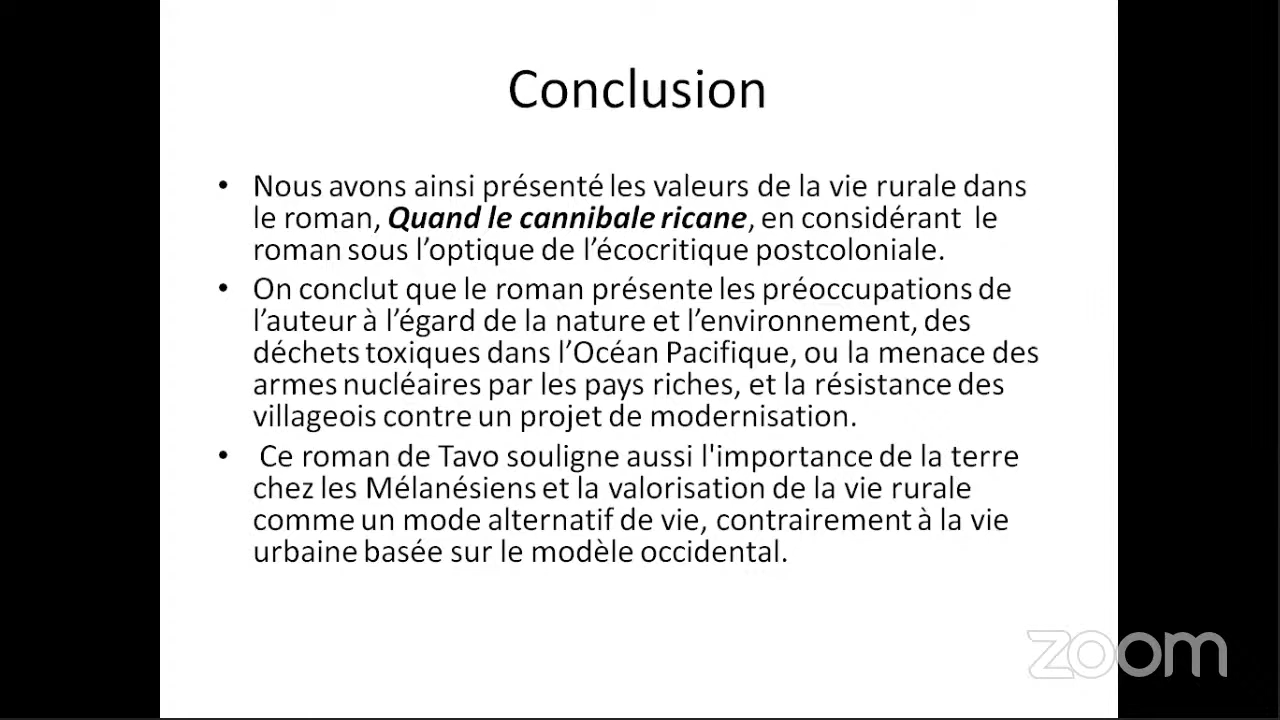 Conclusion
• Nous avons ainsi présenté les valeurs de la vie rurale dans
le roman, Quand le cannibale ricane, en considérant le
roman sous l’optique de l’écocritique postcoloniale.
• On conclut que le roman présente les préoccupations de
l’auteur à l’égard de la nature et l’environnement, des
déchets toxiques dans l’Océan Pacifique, ou la menace des
armes nucléaires par les pays riches, et la résistance des
villageois contre un projet de modernisation.
• Ce roman de Tavo souligne aussi l'importance de la terre
chez les Mélanésiens et la valorisation de la vie rurale
comme un mode alternatif de vie, contrairement à la vie
urbaine basée sur le modèle occidental.
zoom